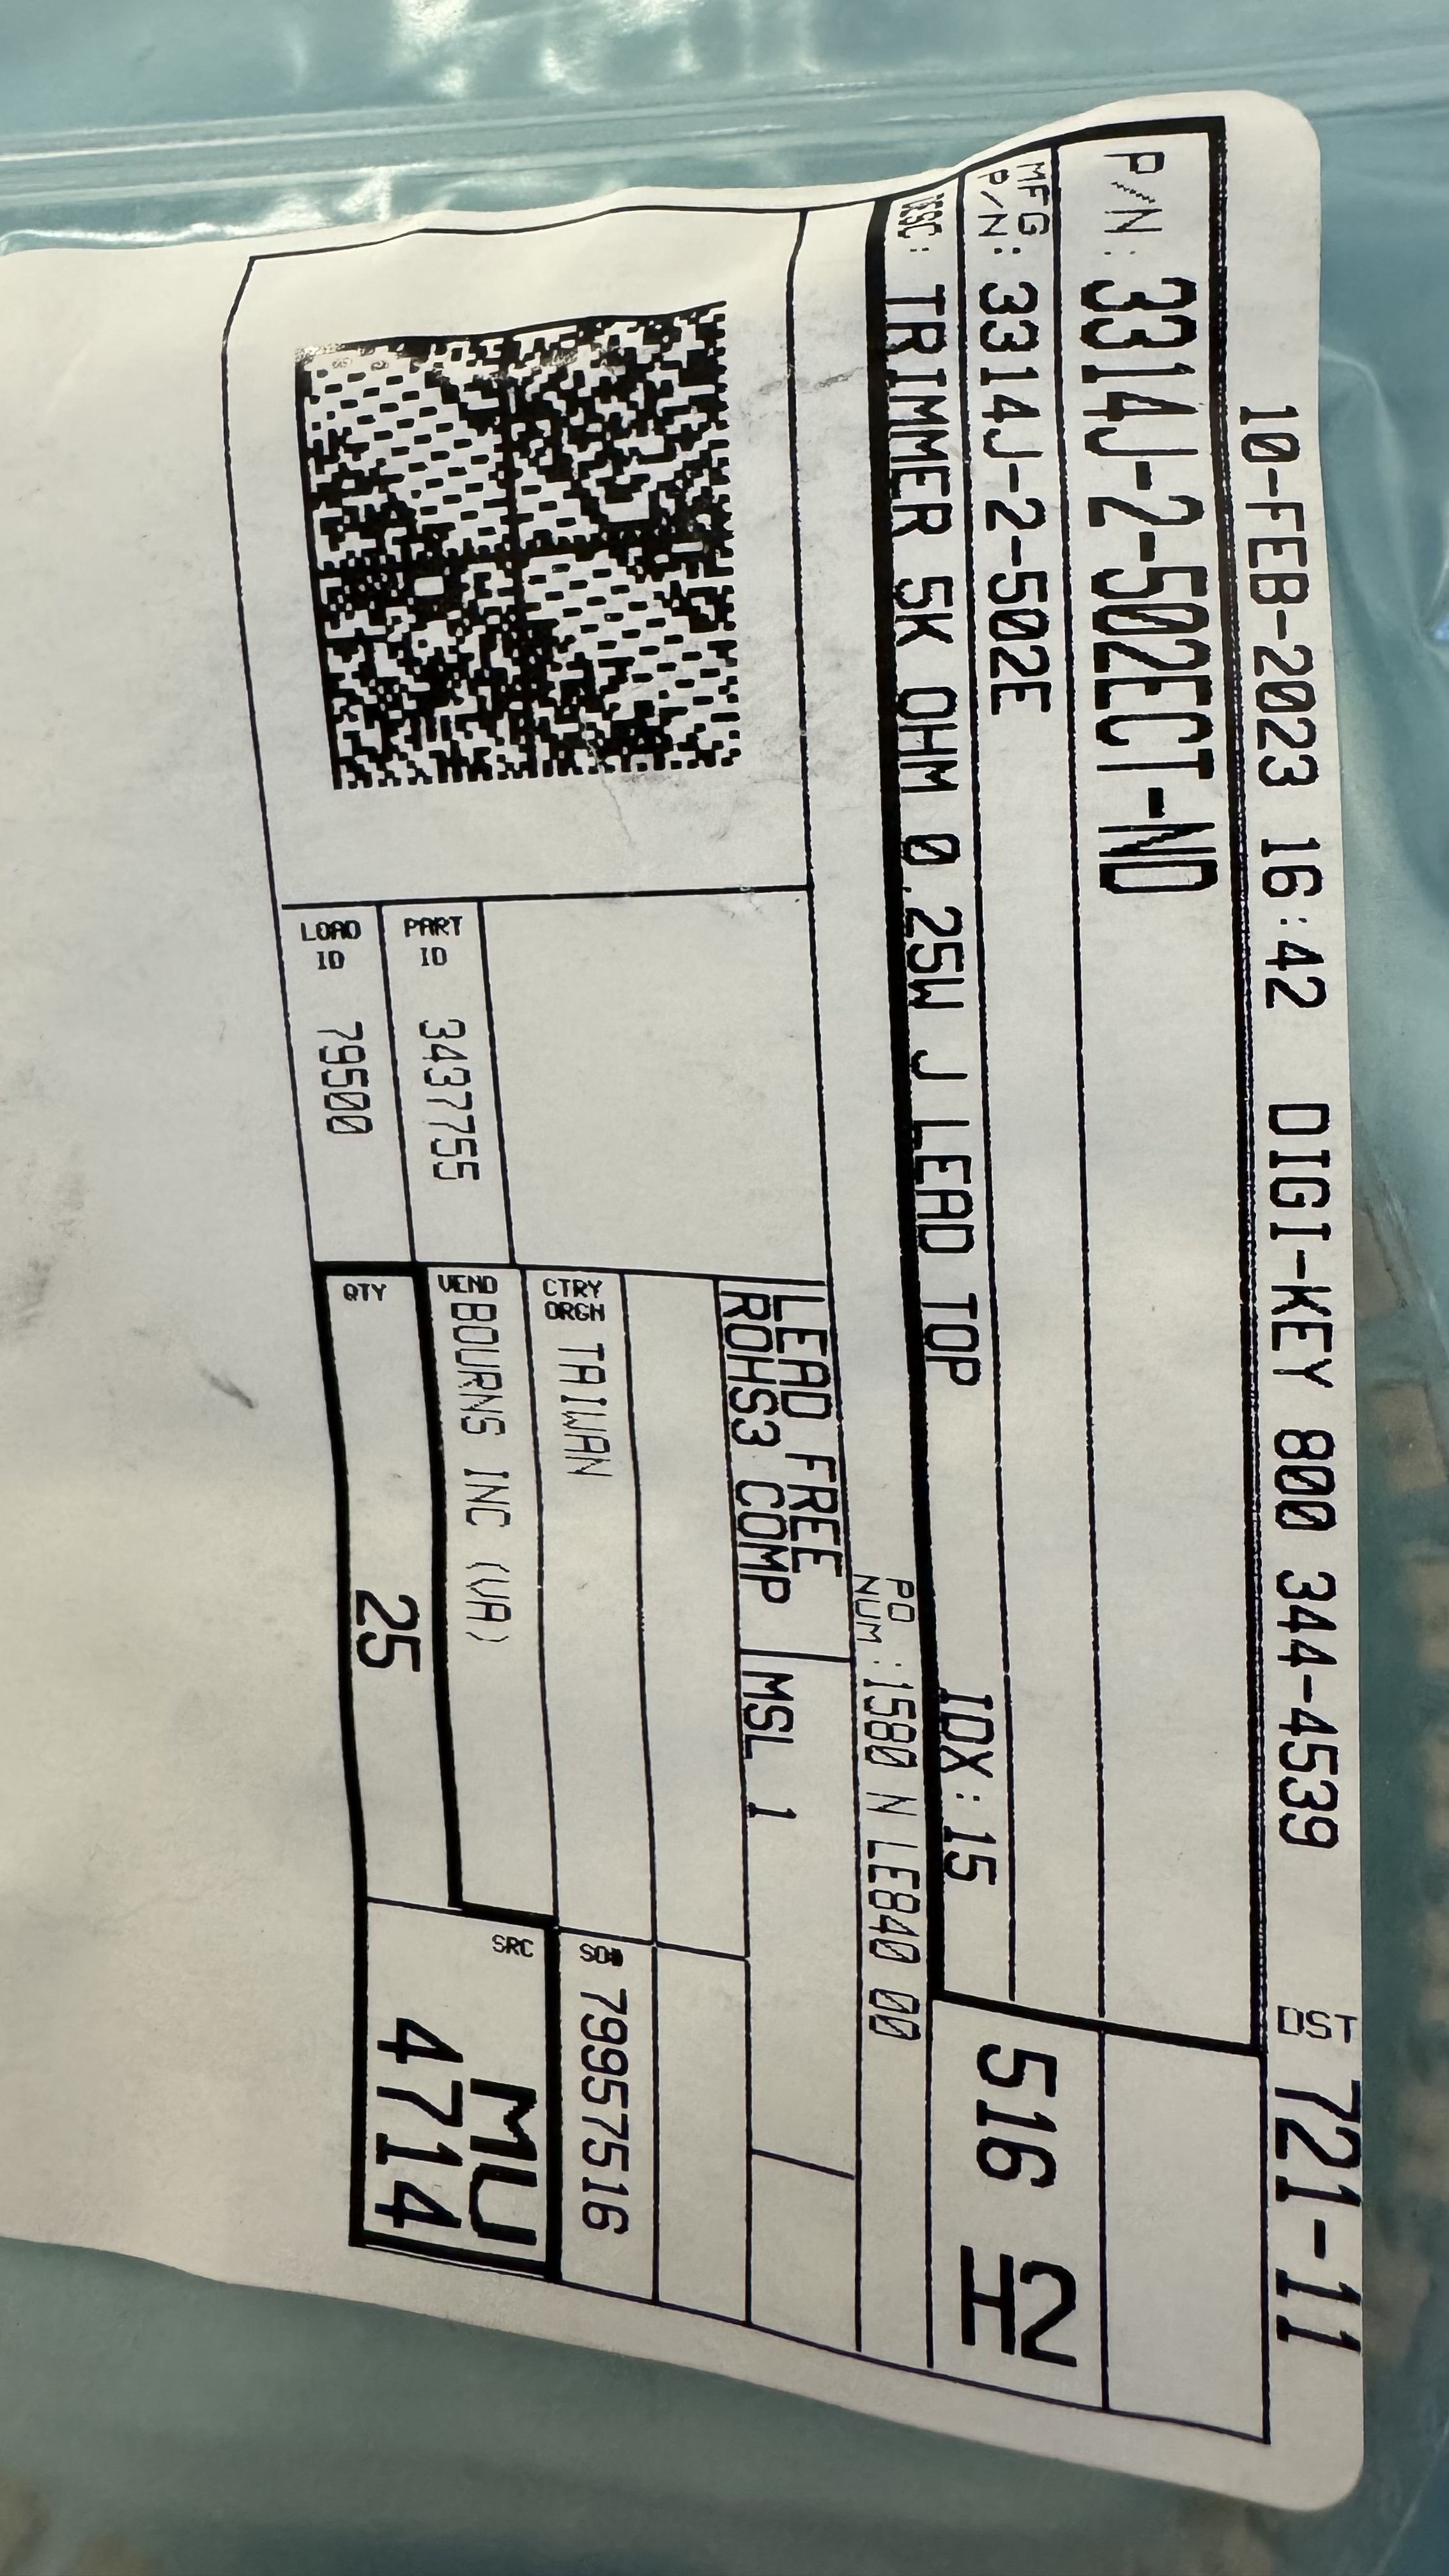 10-FEB-2023 16:42 DIGI-KEY 800 344-4539 DST 721-11
P/N: 3314J-2-502ECT-ND
MFG
P/N: 3314J-2-502E
516 H2
DESC: TRIMMER 5K OHM 0.25W J LEAD TOP
IDX: 15
PO
NUM: 1580 N LE840 00
LEAD FREE
ROHS3 COMP
MSL 1
CTRY
ORGN TAIWAN
SO# 79957516
PART
ID 3437755
VEND BOURNS INC (VA)
SRC MU
4714
LOAD
ID 79500
QTY 25